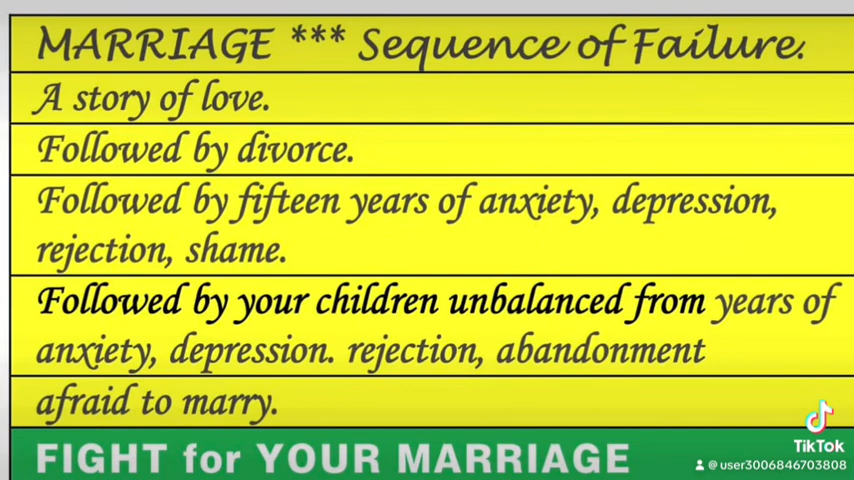 MARRIAGE *** Sequence of Failure.
A story of love.
Followed by divorce.
Followed by fifteen years of anxiety, depression,
rejection, shame.
Followed by your children unbalanced from years of
anxiety, depression. rejection, abandonment
afraid to marry.
FIGHT for YOUR MARRIAGE
TikTok
@user3006846703808